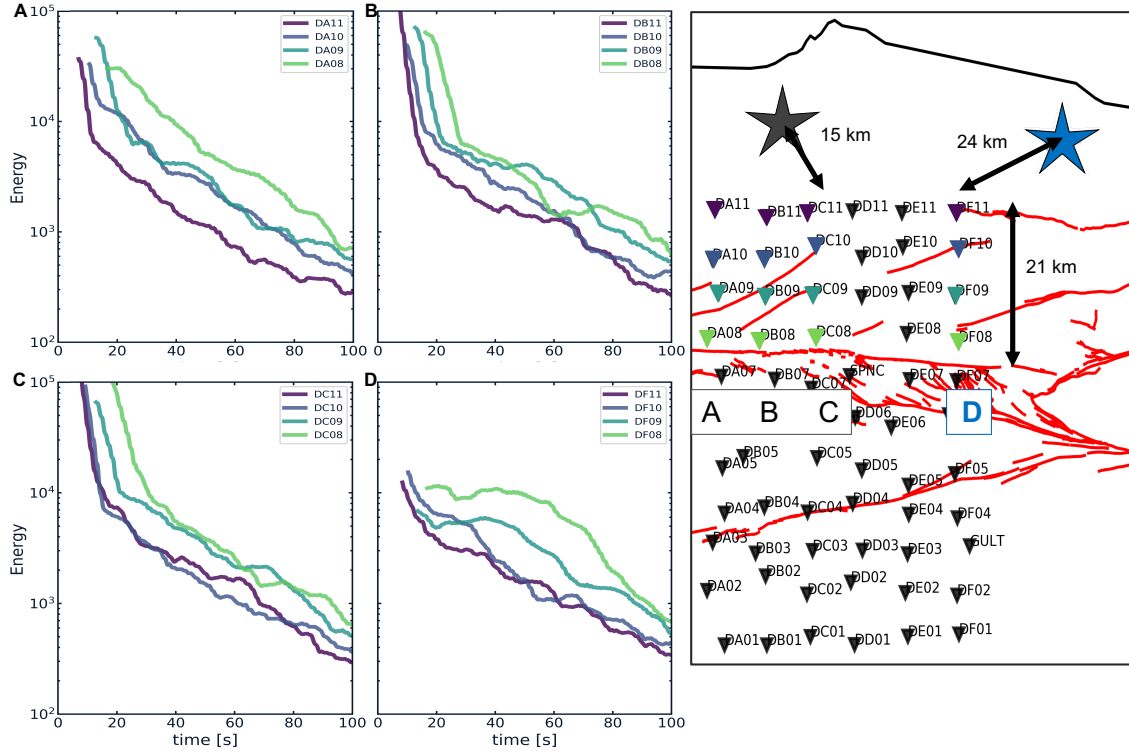 A
Energy
10^5
10^4
10^3
10^2
0
20
40
60
80
100
DA11
DA10
DA09
DA08
B
0
20
40
60
80
100
DB11
DB10
DB09
DB08
C
Energy
10^5
10^4
10^3
10^2
0
20
40
60
80
100
time [s]
DC11
DC10
DC09
DC08
D
0
20
40
60
80
100
time [s]
DF11
DF10
DF09
DF08
15 km
24 km
DA11 DB11 DC11 DD11 DE11 DF11
DA10 DB10 DC10 DD10 DE10 DF10
21 km
DA09 DB09 DC09 DD09 DE09 DF09
DA08 DB08 DC08 DE08 DF08
DA07 DB07 DC07 SPNC DE07 DF07
A B C DD06 DE06 D
DA05 DB05 DC05 DD05 DE05 DF05
DA04 DB04 DC04 DD04 DE04 DF04
DA03 DB03 DC03 DD03 DE03 GULT
DA02 DB02 DC02 DD02 DE02 DF02
DA01 DB01 DC01 DD01 DE01 DF01